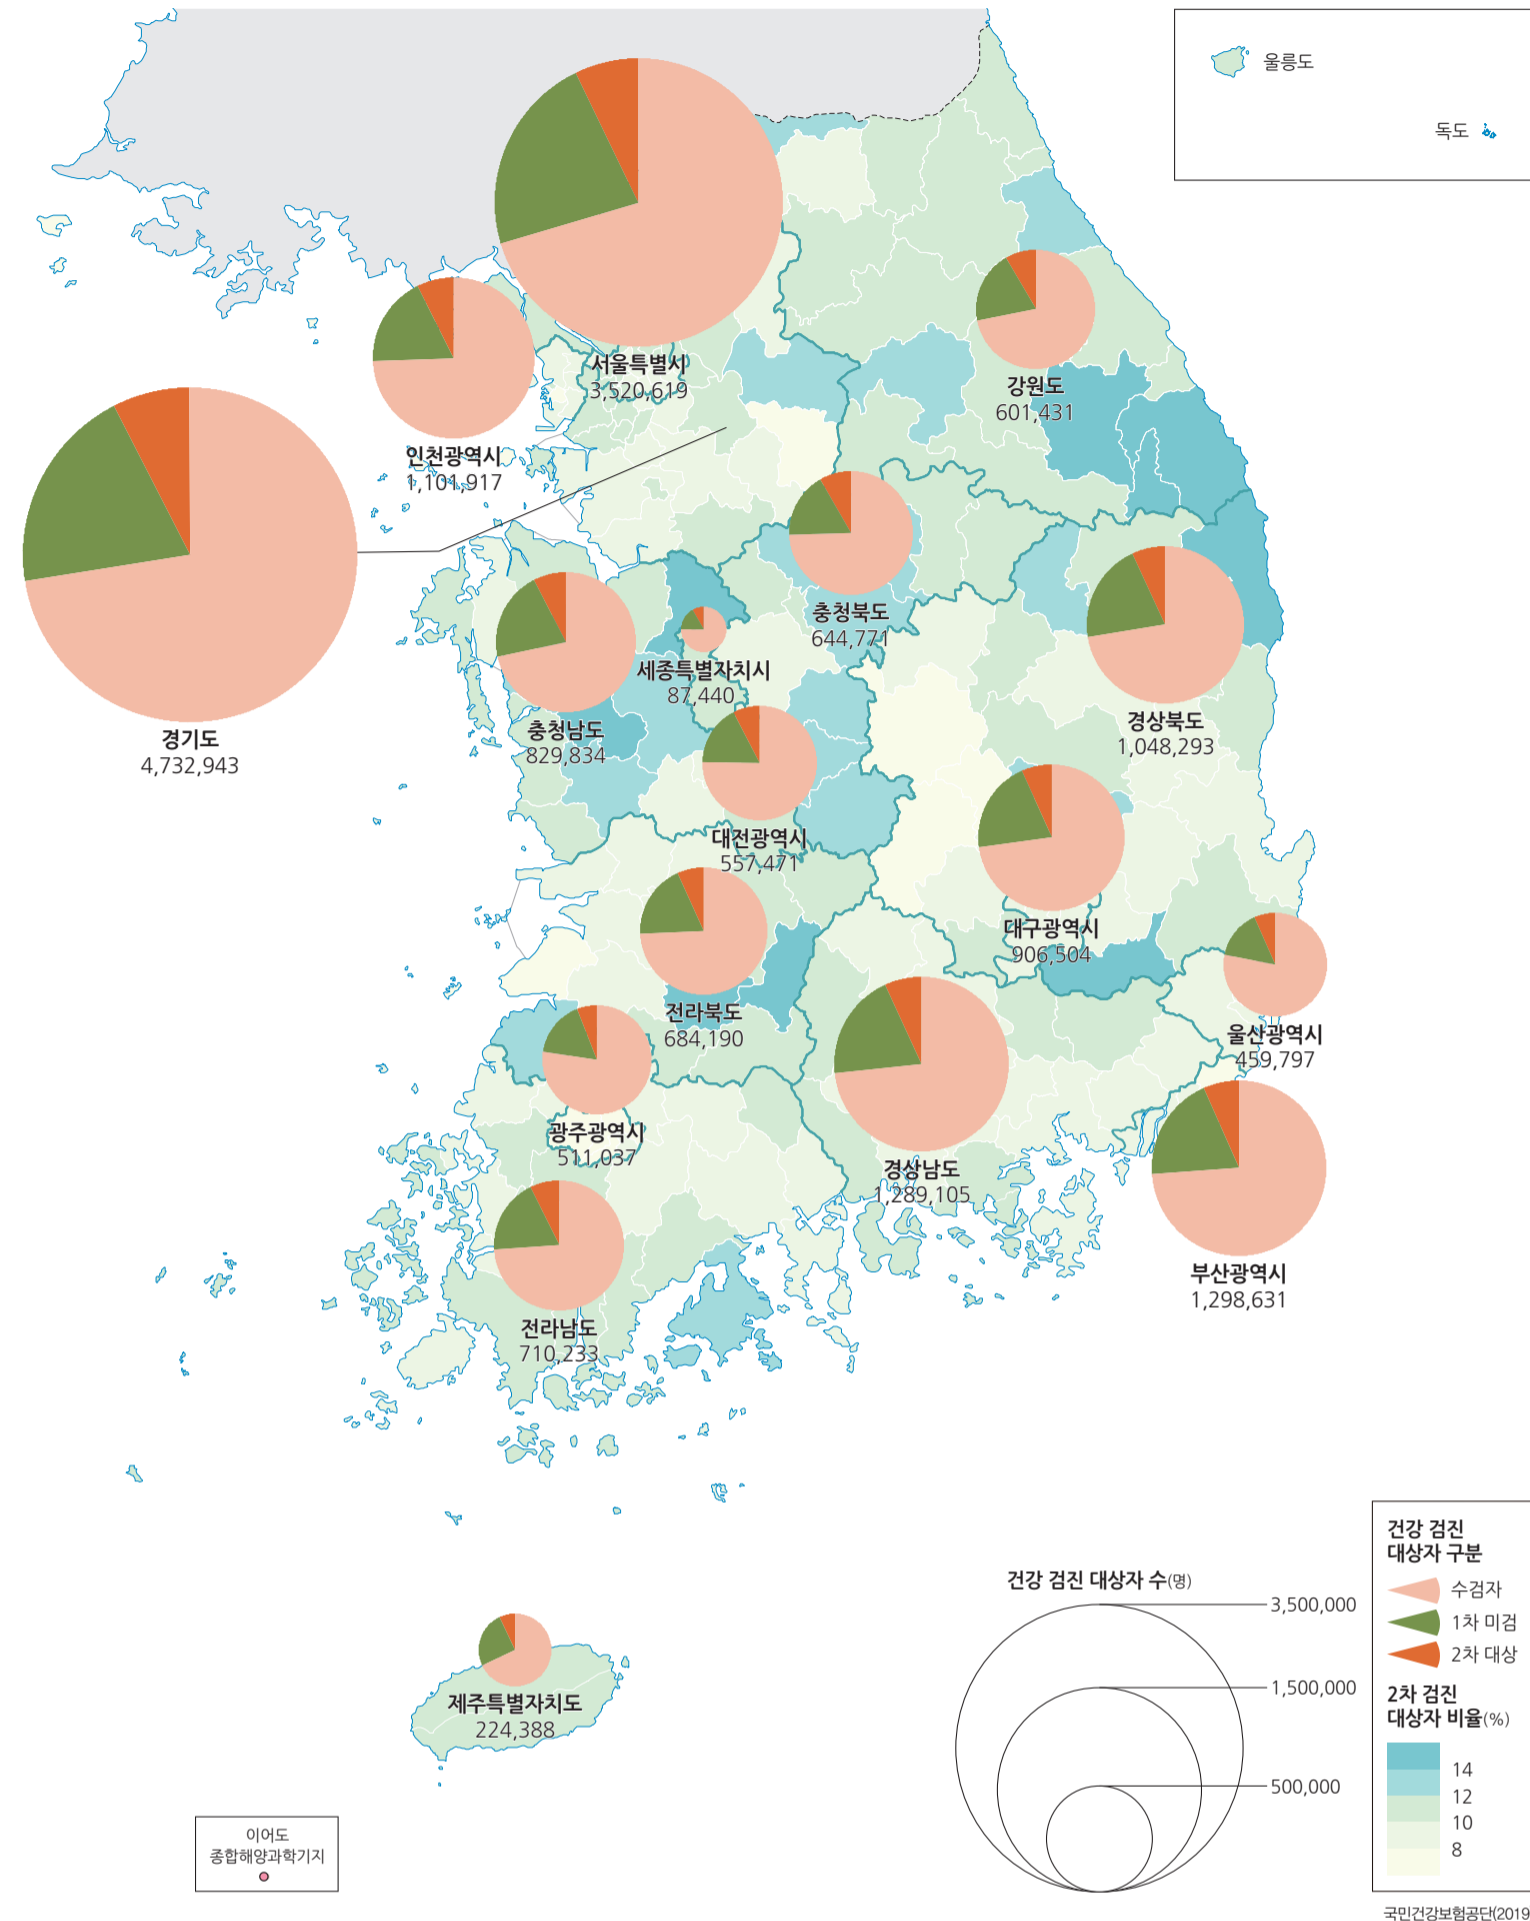 울릉도
독도
서울특별시
3,520,619
인천광역시
1,101,917
강원도
601,431
경기도
4,732,943
충청북도
644,771
세종특별자치시
87,440
충청남도
829,834
경상북도
1,048,293
대전광역시
557,471
대구광역시
906,504
전라북도
684,190
울산광역시
459,797
광주광역시
511,037
경상남도
1,289,105
부산광역시
1,298,631
전라남도
710,233
제주특별자치도
224,388
이어도
종합해양과학기지
건강 검진 대상자 수(명)
3,500,000
1,500,000
500,000
건강 검진
대상자 구분
수검자
1차 미검
2차 대상
2차 검진
대상자 비율(%)
14
12
10
8
국민건강보험공단(2019